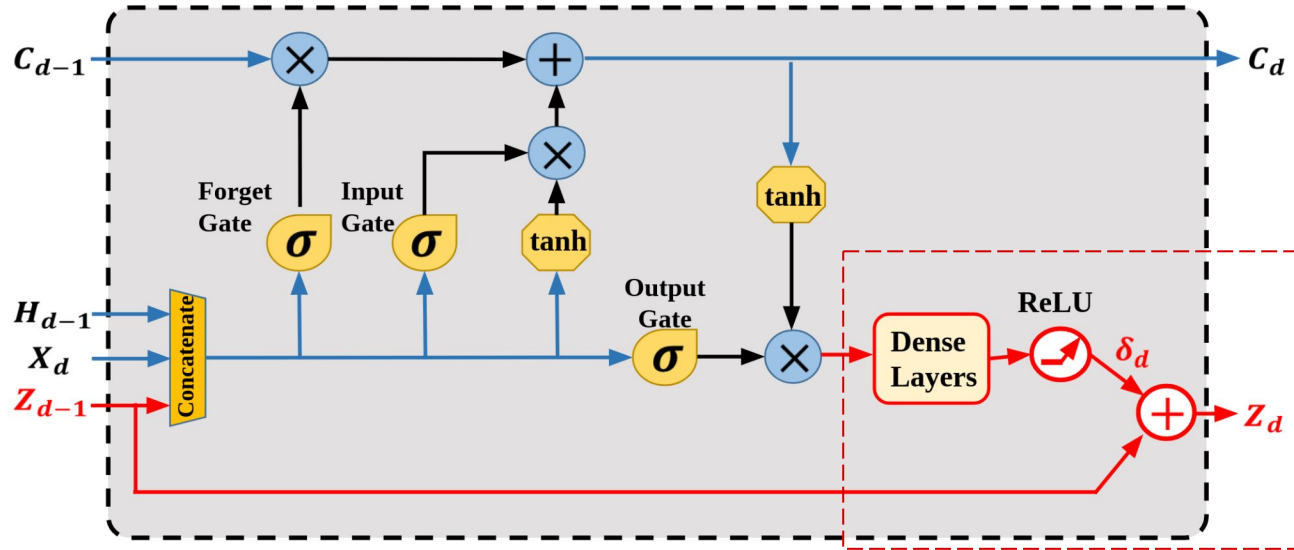 C_{d-1}
×
+
C_d
×
tanh
Forget
Gate
Input
Gate
σ
σ
tanh
Output
Gate
ReLU
H_{d-1}
X_d
Z_{d-1}
Concatenate
σ
×
Dense
Layers
δ_d
+
Z_d